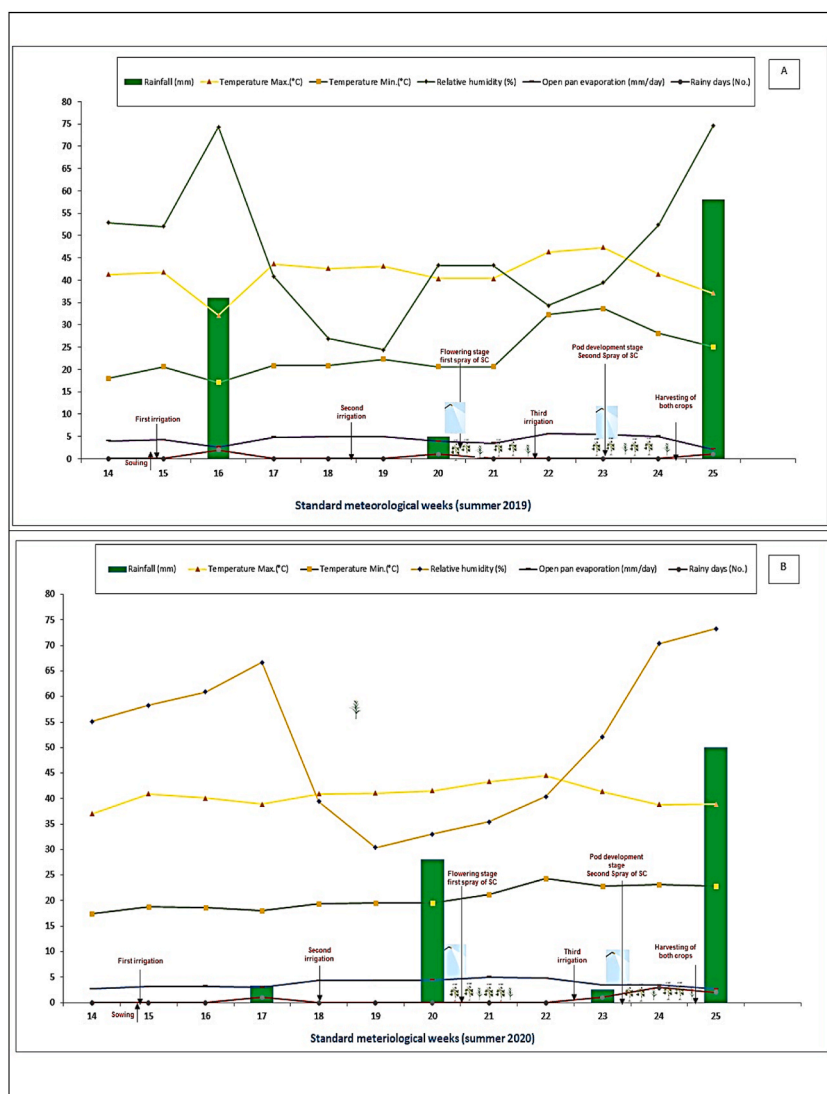 A
Rainfall (mm) Temperature Max.(°C) Temperature Min.(°C) Relative humidity (%) Open pan evaporation (mm/day) Rainy days (No.)
80
75
70
65
60
55
50
45
40
35
30
25
20
15
10
5
0
Flowering stage
first spray of SC
Pod development stage
Second Spray of SC
First irrigation
Second
irrigation
Third
irrigation
Harvesting of
both crops
Souing
14 15 16 17 18 19 20 21 22 23 24 25
Standard meteorological weeks (summer 2019)
B
Rainfall (mm) Temperature Max.(°C) Temperature Min.(°C) Relative humidity (%) Open pan evaporation (mm/day) Rainy days (No.)
80
75
70
65
60
55
50
45
40
35
30
25
20
15
10
5
0
Flowering stage
first spray of SC
Pod development
stage
Second Spray of SC
First irrigation
Second
irrigation
Third
irrigation
Harvesting of
both crops
Sowing
14 15 16 17 18 19 20 21 22 23 24 25
Standard meteriological weeks (summer 2020)